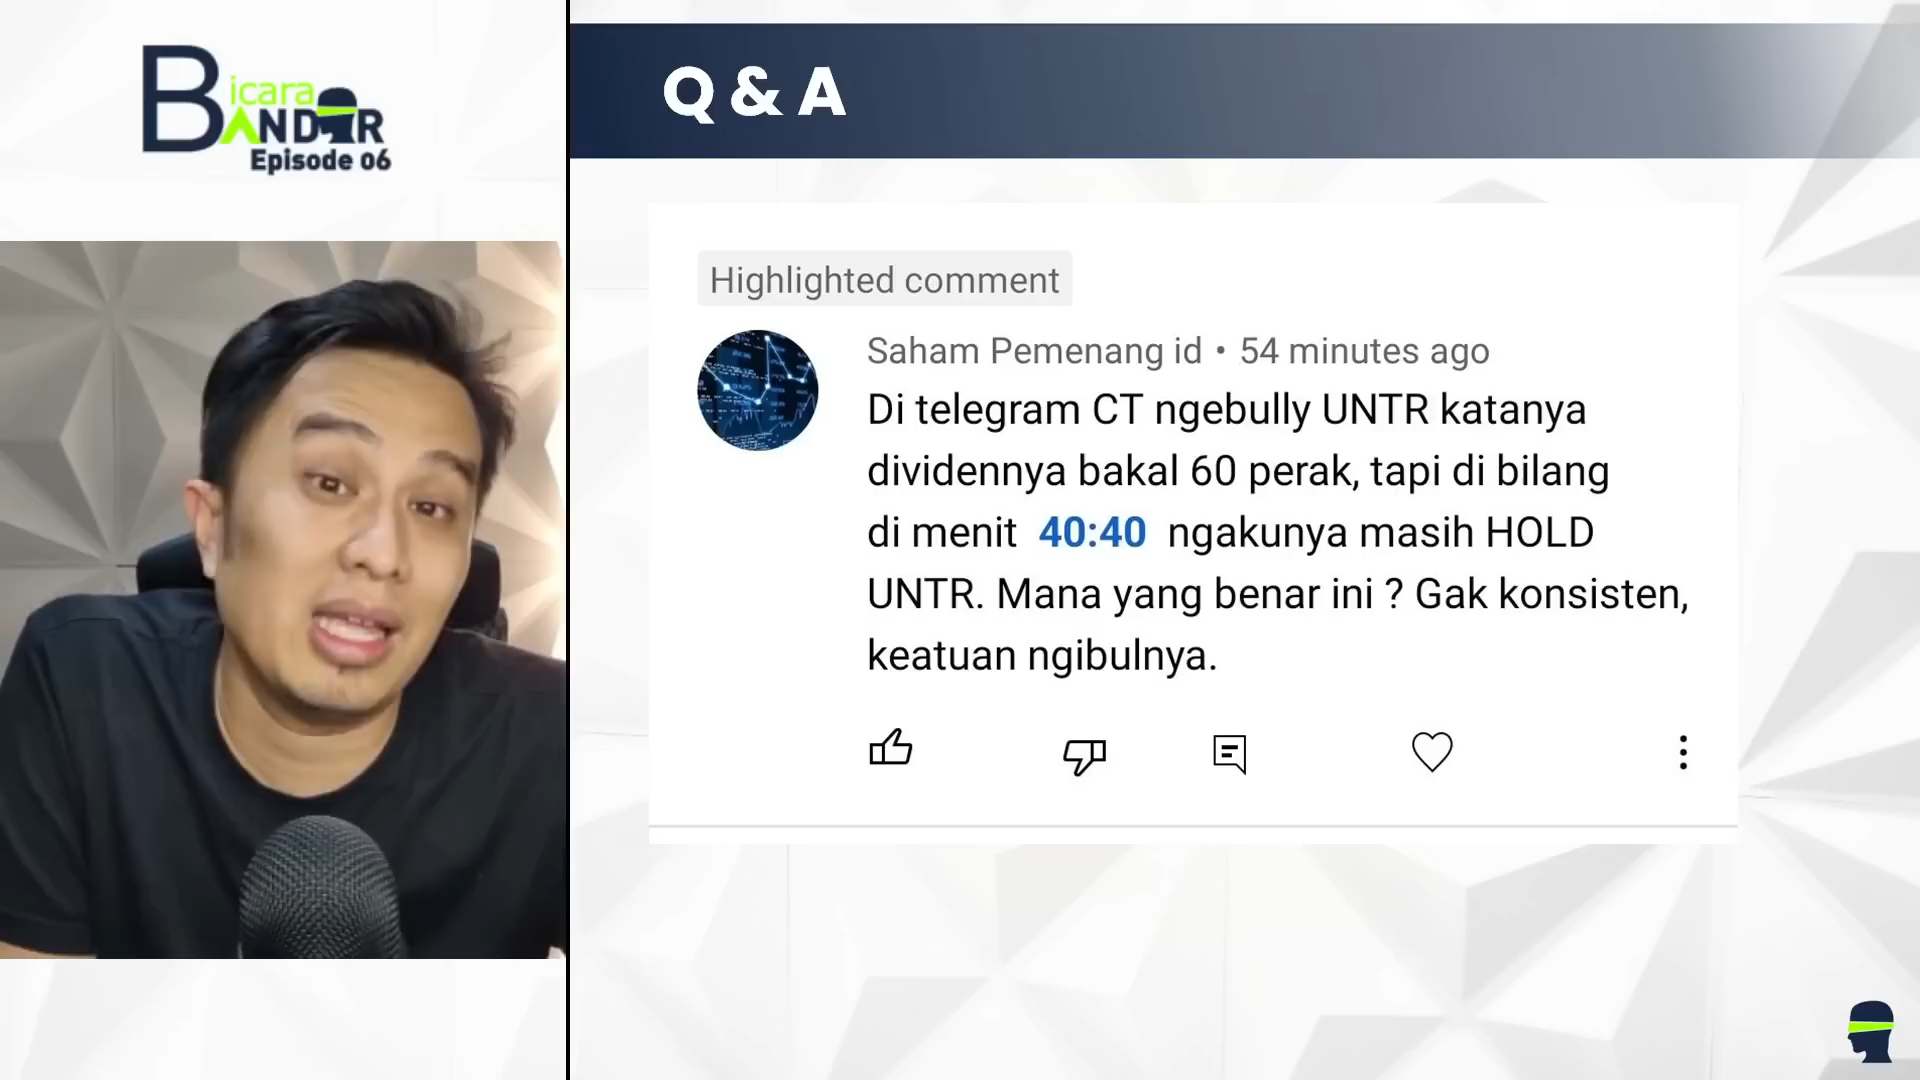 Bicara
BANDAR
Episode 06
Q & A
Highlighted comment
Saham Pemenang id • 54 minutes ago
Di telegram CT ngebully UNTR katanya
dividennya bakal 60 perak, tapi di bilang
di menit 40:40 ngakunya masih HOLD
UNTR. Mana yang benar ini ? Gak konsisten,
keatuan ngibulnya.